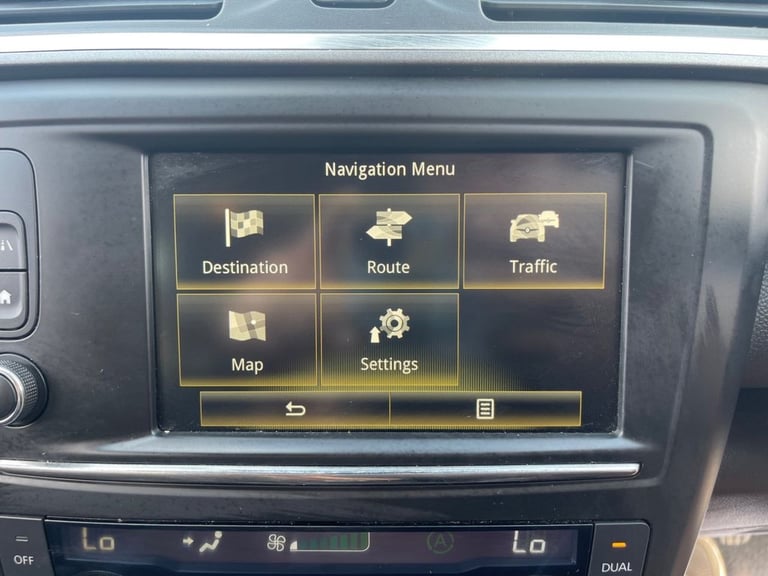 Navigation Menu
Destination
Route
Traffic
Map
Settings
Lo
A
Lo
OFF
DUAL